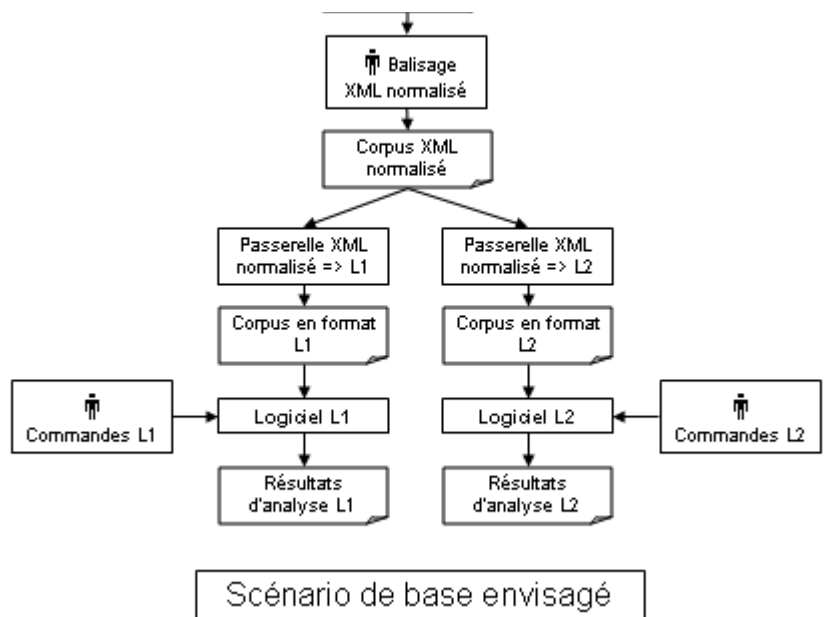 Balisage
XML normalisé
Corpus XML
normalisé
Passerelle XML
normalisé => L1
Passerelle XML
normalisé => L2
Corpus en format
L1
Corpus en format
L2
Commandes L1
Logiciel L1
Logiciel L2
Commandes L2
Résultats
d'analyse L1
Résultats
d'analyse L2
Scénario de base envisagé